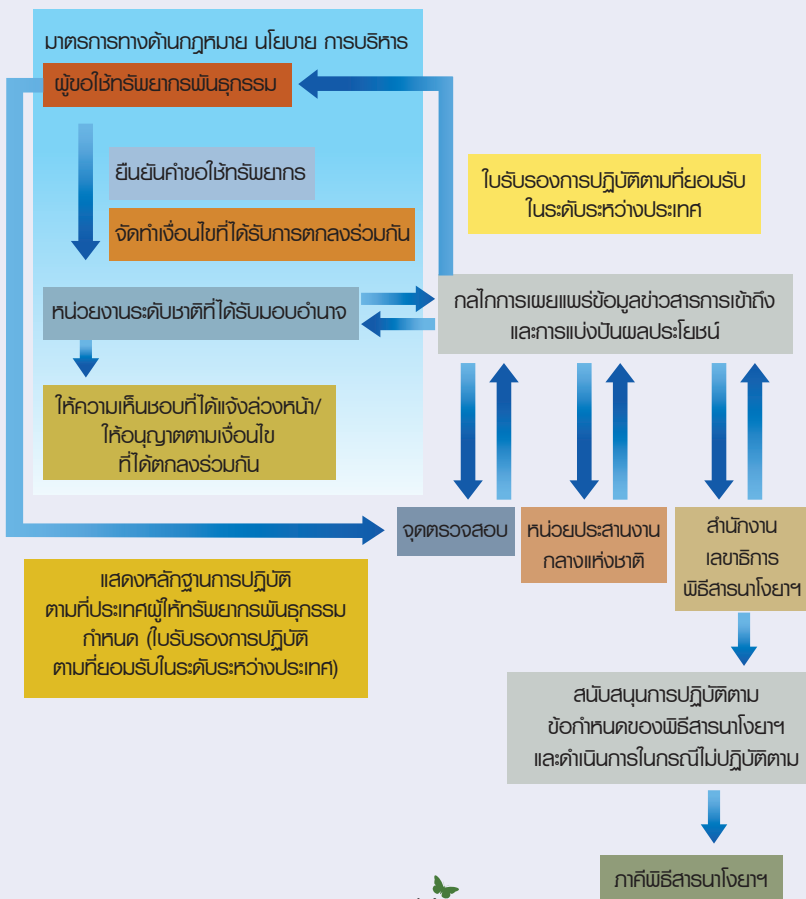 มาตรการทางด้านกฎหมาย นโยบาย การบริหาร
ผู้ขอใช้ทรัพยากรพันธุกรรม
ยืนยันคำขอใช้ทรัพยากร
จัดทำเงื่อนไขที่ได้รับการตกลงร่วมกัน
ใบรับรองการปฏิบัติตามที่ยอมรับ
ในระดับระหว่างประเทศ
หน่วยงานระดับชาติที่ได้รับมอบอำนาจ
กลไกการเผยแพร่ข้อมูลข่าวสารการเข้าถึง
และการแบ่งปันผลประโยชน์
ให้ความเห็นชอบที่ได้แจ้งล่วงหน้า/
ให้อนุญาตตามเงื่อนไข
ที่ได้ตกลงร่วมกัน
จุดตรวจสอบ
หน่วยประสานงาน
กลางแห่งชาติ
สำนักงาน
เลขาธิการ
พิธีสารนาโงยาฯ
แสดงหลักฐานการปฏิบัติ
ตามที่ประเทศผู้ให้ทรัพยากรพันธุกรรม
กำหนด (ใบรับรองการปฏิบัติ
ตามที่ยอมรับในระดับระหว่างประเทศ)
สนับสนุนการปฏิบัติตาม
ข้อกำหนดของพิธีสารนาโงยาฯ
และดำเนินการในกรณีไม่ปฏิบัติตาม
ภาคีพิธีสารนาโงยาฯ